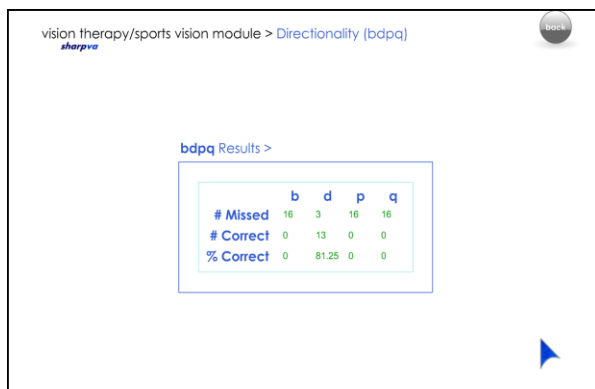 vision therapy/sports vision module > Directionality (bdpq)
back
sharpva
bdpq Results >
b d p q
# Missed 16 3 16 16
# Correct 0 13 0 0
% Correct 0 81.25 0 0